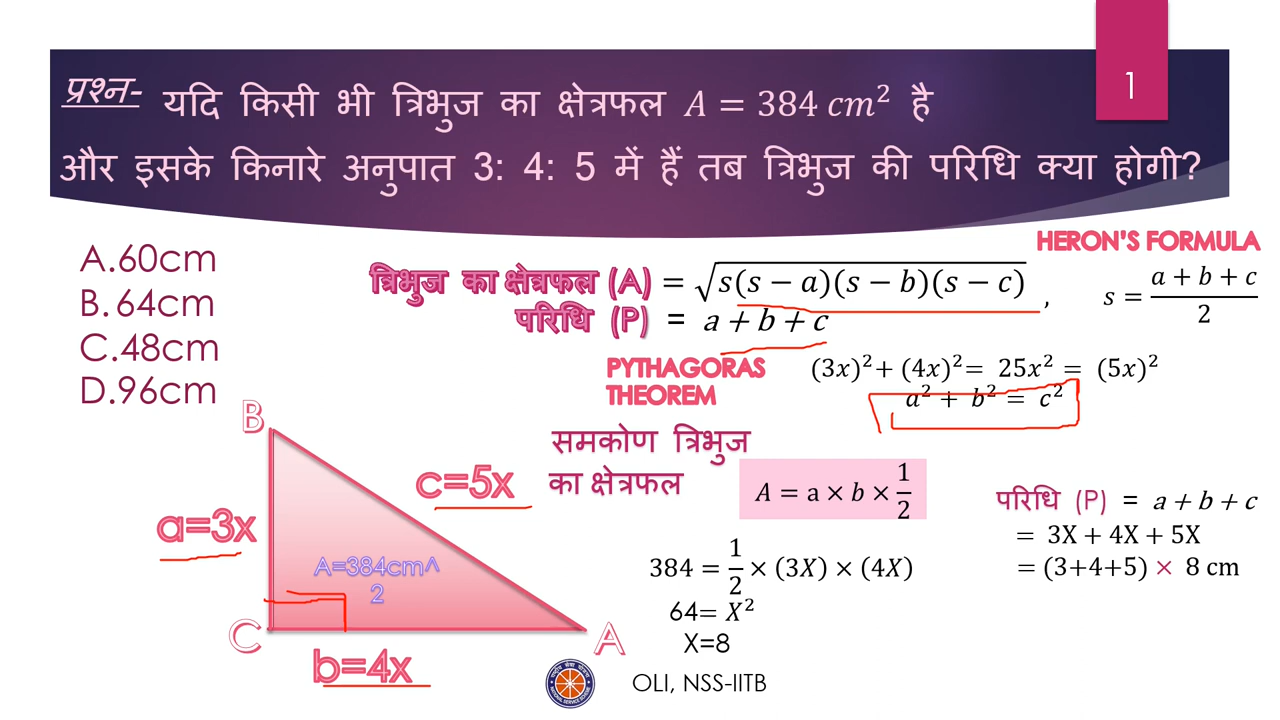 1
प्रश्न- यदि किसी भी त्रिभुज का क्षेत्रफल A = 384 cm² है
और इसके किनारे अनुपात 3: 4: 5 में हैं तब त्रिभुज की परिधि क्या होगी?
A.60cm
B.64cm
C.48cm
D.96cm
HERON'S FORMULA
त्रिभुज का क्षेत्रफल (A) = √s(s − a)(s − b)(s − c) , s = (a + b + c)/2
परिधि (P) = a + b + c
PYTHAGORAS
THEOREM
(3x)²+ (4x)²= 25x² = (5x)²
a² + b² = c²
समकोण त्रिभुज
का क्षेत्रफल
A = a × b × 1/2
384 = 1/2 × (3X) × (4X)
64= X²
X=8
परिधि (P) = a + b + c
= 3X + 4X + 5X
= (3+4+5) × 8 cm
B
c=5x
a=3x
A=384cm^
2
C
A
b=4x
OLI, NSS-IITB